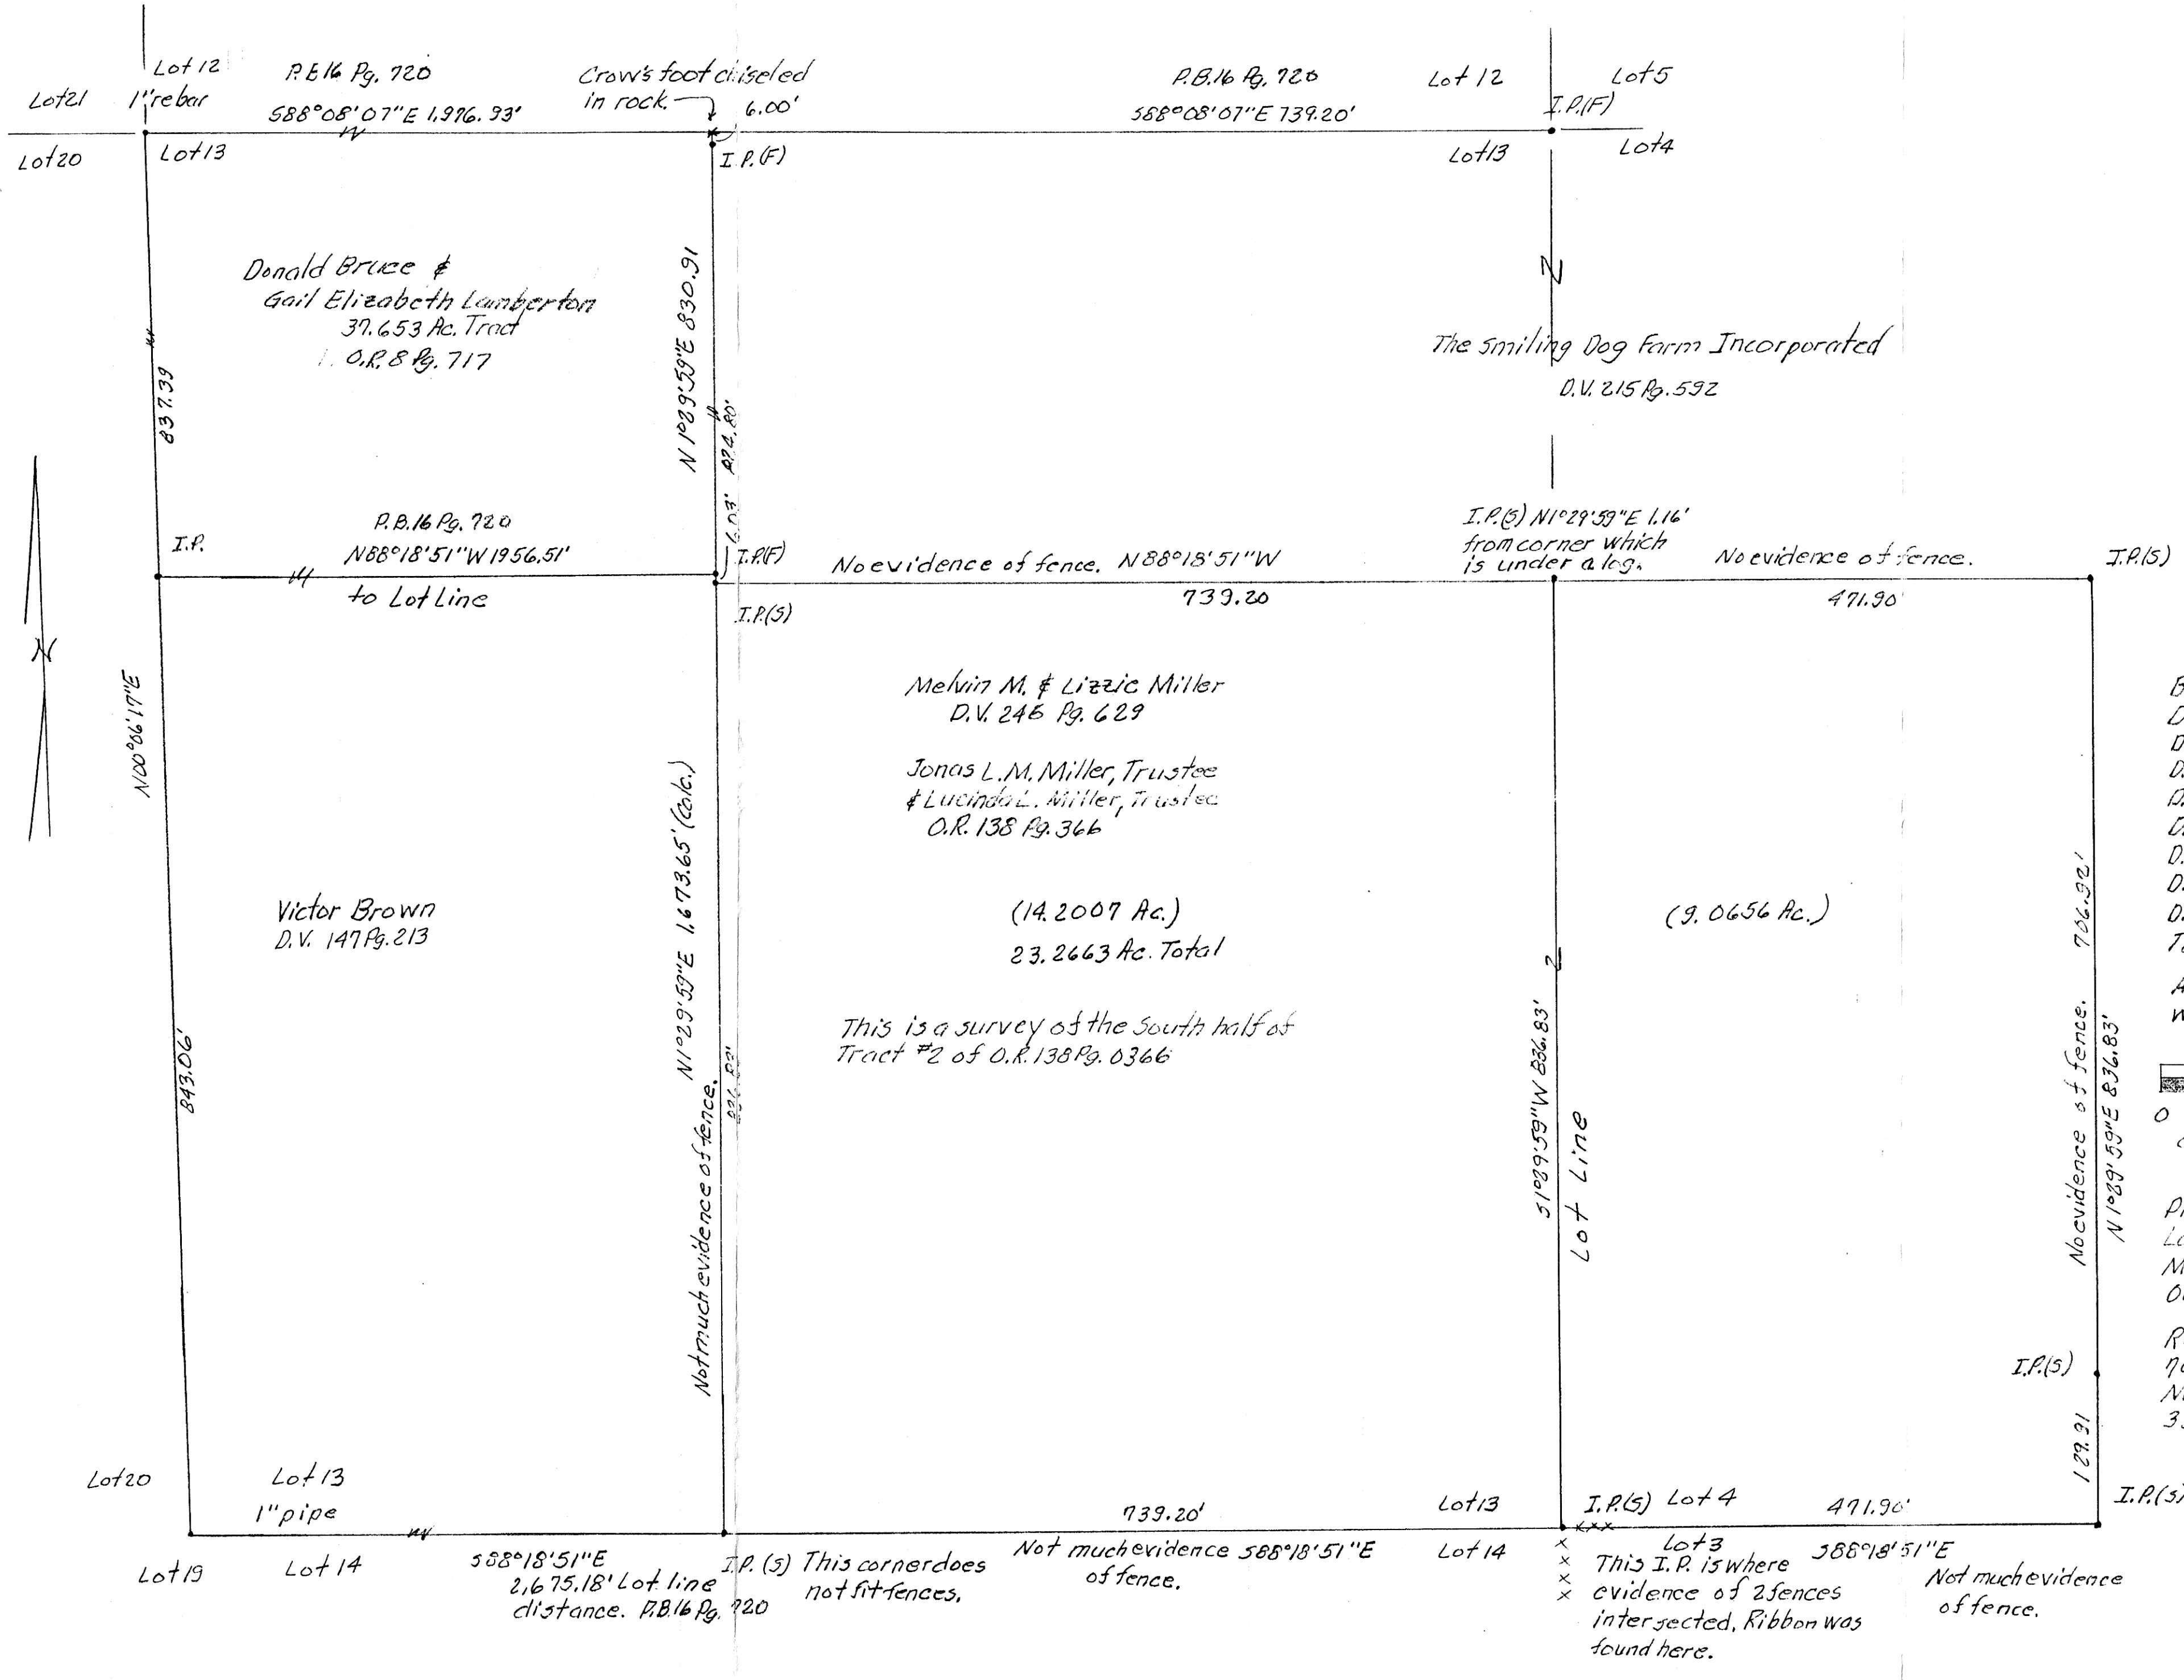 Lot 12
P.B.16 Pg. 720
Crow's foot chiseled
in rock.
6.00'
P.B.16 Pg. 720
Lot 12
Lot 5
Lot 21
1" rebar
S88°08'07"E 1,976.93'
S88°08'07"E 739.20'
I.P.(F)
Lot 20
Lot 13
I.P.(F)
Lot 13
Lot 4
Donald Bruce &
Gail Elizabeth Lamberton
37.653 Ac. Tract
O.R. 8 Pg. 717
N 1°29'59"E 830.91
837.39
824.80'
6.03'
The Smiling Dog Farm Incorporated
D.V. 215 Pg. 592
I.P.
P.B.16 Pg. 720
N88°18'51"W 1956.51'
to Lot Line
I.P.(F)
I.P.(S)
No evidence of fence. N88°18'51"W
739.20
I.P.(S) N1°29'59"E 1.16'
from corner which
is under a log.
No evidence of fence.
471.90'
I.P.(S)
N
N00°06'17"E
Melvin M. & Lizzie Miller
Pg. 629
Jonas L.M. Miller, Trustee
& Lucinda L. Miller, Trustee
O.R. 138 Pg. 366
N1°29'59"E 1,673.65' (Calc.)
Victor Brown
D.V. 147 Pg. 213
(14.2007 Ac.)
23.2663 Ac. Total
(9.0656 Ac.)
This is a survey of the South half of
Tract #2 of O.R. 138 Pg. 0366
843.06'
Not much evidence of fence.
S1°29'59"W 836.83'
Lot Line
No evidence of fence. 706.92'
N1°29'59"E 836.83'
0
I.P.(S)
129.91
Lot 20
Lot 13
1" pipe
739.20'
Lot 13
I.P.(S) Lot 4
471.90'
I.P.(S)
Lot 19
Lot 14
S88°18'51"E
2,675.18' Lot line
distance. P.B.16 Pg. 720
I.P. (S) This corner does
not fit fences.
Not much evidence S88°18'51"E
of fence.
Lot 14
x x x
x
x
x
x
Lot 3
This I.P. is where
evidence of 2 fences
intersected, Ribbon was
found here.
S88°18'51"E
Not much evidence
of fence.